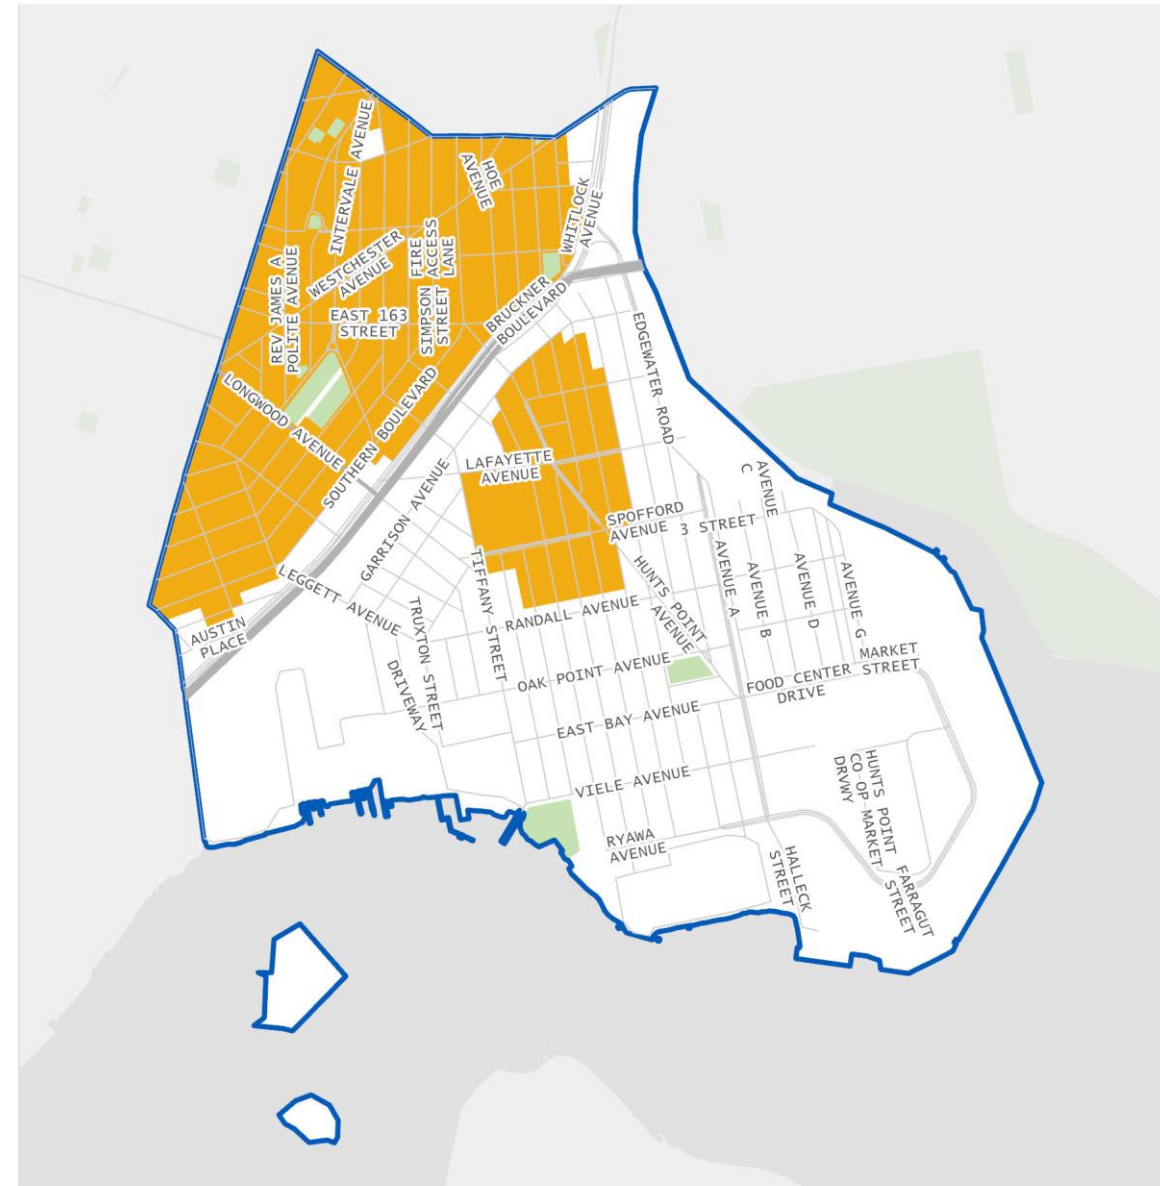 INTERVALE AVENUE
HOE
AVENUE
WHITLOCK
AVENUE
WESTCHESTER
AVENUE
FIRE
ACCESS
LANE
REV JAMES A
POLITE AVENUE
EAST 163
STREET
SIMPSON
STREET
BRUCKNER
BOULEVARD
EDGEWATER ROAD
LONGWOOD AVENUE
SOUTHERN BOULEVARD
LAFAYETTE
AVENUE
GARRISON AVENUE
AVENUE
C
SPOFFORD
AVENUE
3 STREET
LEGGETT AVENUE
TIFFANY STREET
HUNTS POINT
AVENUE
AVENUE A
AVENUE B
AVENUE D
AVENUE G
TRUXTON STREET
RANDALL AVENUE
AUSTIN
PLACE
DRIVEWAY
OAK POINT AVENUE
MARKET
STREET
FOOD CENTER
DRIVE
EAST BAY AVENUE
VIELE AVENUE
HUNTS POINT
CO OP MARKET
DRVWY
RYAWA
AVENUE
HALLECK
STREET
FARRAGUT
STREET